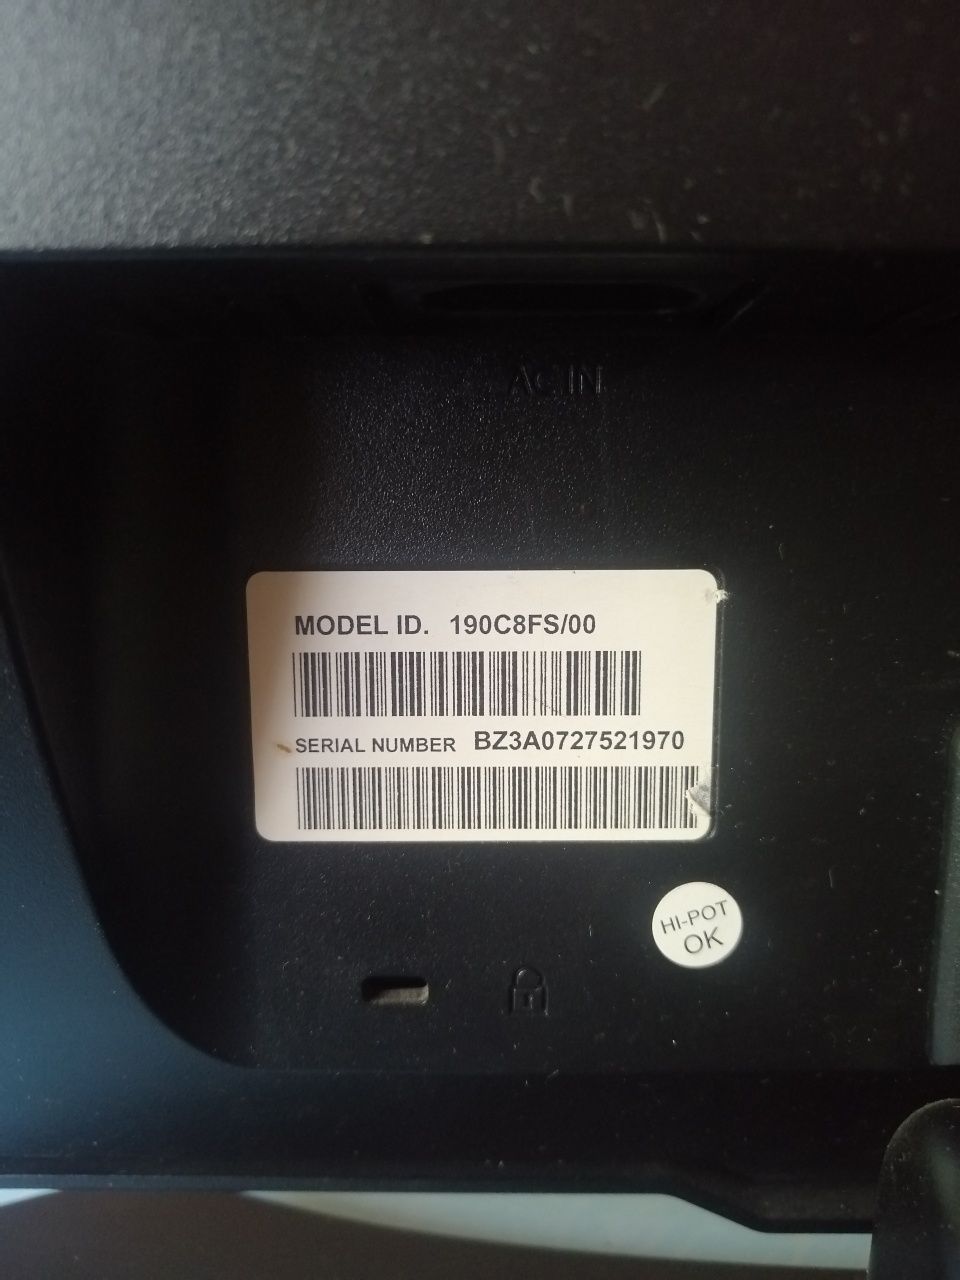 AC IN
MODEL ID. 190C8FS/00
SERIAL NUMBER BZ3A0727521970
HI-POT
OK